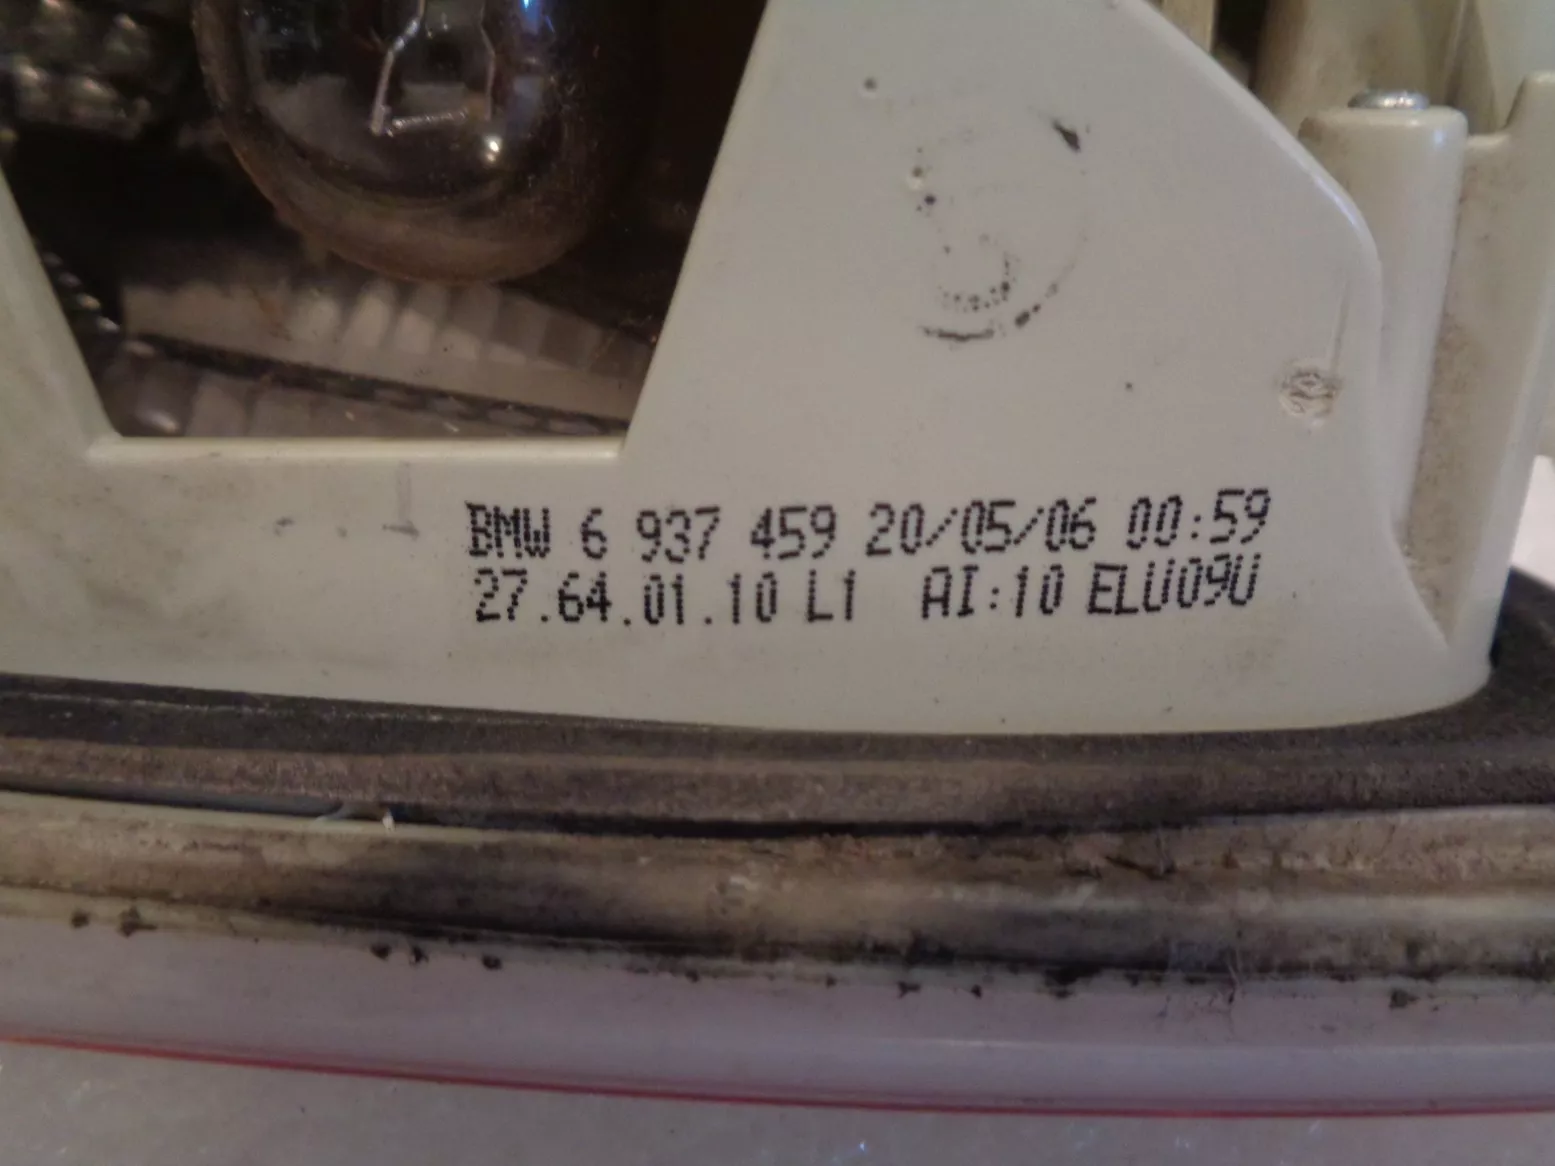 BMW 6 937 459 20/05/06 00:59
27.64.01.10 L1 AI:10 ELU09U